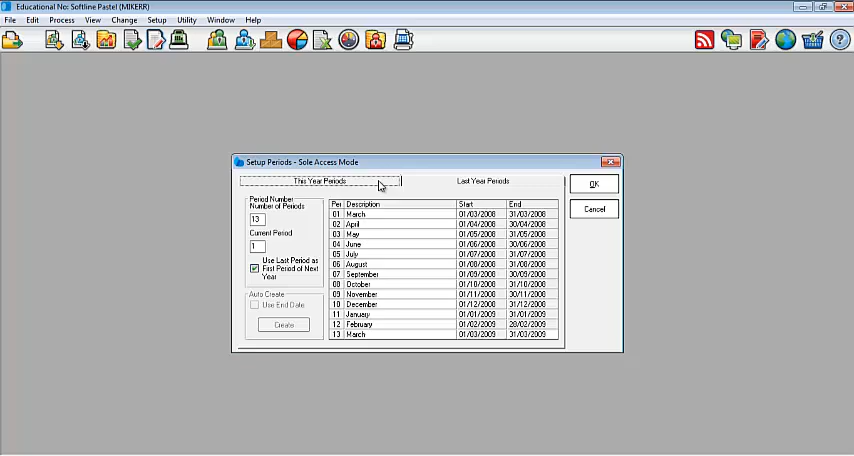 Educational No: Softline Pastel (MIKERR)
File Edit Process View Change Setup Utility Window Help
Setup Periods - Sole Access Mode
This Year Periods Last Year Periods
Period Number
Number of Periods
13
Current Period
1
Use Last Period as
First Period of Next
Year
Auto Create
Use End Date
Create
Per Description Start End
01 March 01/03/2008 31/03/2008
02 April 01/04/2008 30/04/2008
03 May 01/05/2008 31/05/2008
04 June 01/06/2008 30/06/2008
05 July 01/07/2008 31/07/2008
06 August 01/08/2008 31/08/2008
07 September 01/09/2008 30/09/2008
08 October 01/10/2008 31/10/2008
09 November 01/11/2008 30/11/2008
10 December 01/12/2008 31/12/2008
11 January 01/01/2009 31/01/2009
12 February 01/02/2009 28/02/2009
13 March 01/03/2009 31/03/2009
OK
Cancel